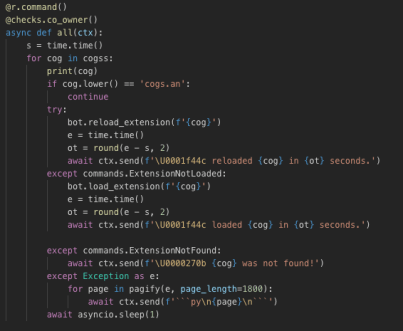 @r.command()
@checks.co_owner()
async def all(ctx):
    s = time.time()
    for cog in cogss:
        print(cog)
        if cog.lower() == 'cogs.an':
            continue
        try:
            bot.reload_extension(f'{cog}')
            e = time.time()
            ot = round(e - s, 2)
            await ctx.send(f'\U0001f44c reloaded {cog} in {ot} seconds.')
        except commands.ExtensionNotLoaded:
            bot.load_extension(f'{cog}')
            e = time.time()
            ot = round(e - s, 2)
            await ctx.send(f'\U0001f44c loaded {cog} in {ot} seconds.')

        except commands.ExtensionNotFound:
            await ctx.send(f'\U0000270b {cog} was not found!')
        except Exception as e:
            for page in pagify(e, page_length=1800):
                await ctx.send(f'```py\n{page}\n```')
        await asyncio.sleep(1)